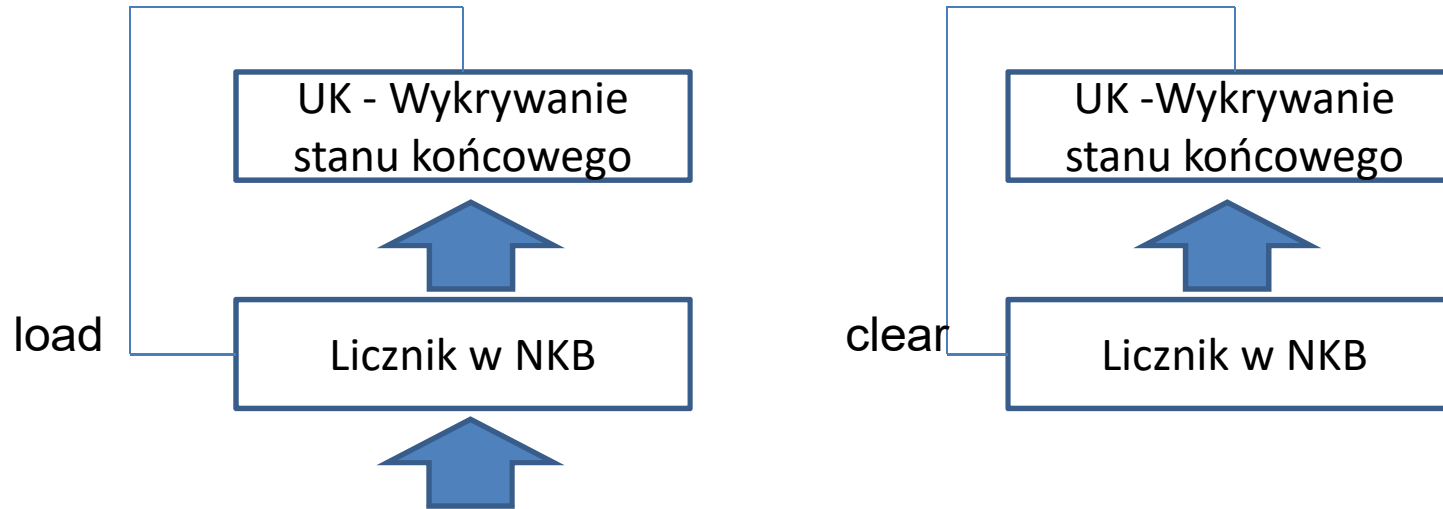 UK - Wykrywanie
stanu końcowego
load
Licznik w NKB
UK -Wykrywanie
stanu końcowego
clear
Licznik w NKB